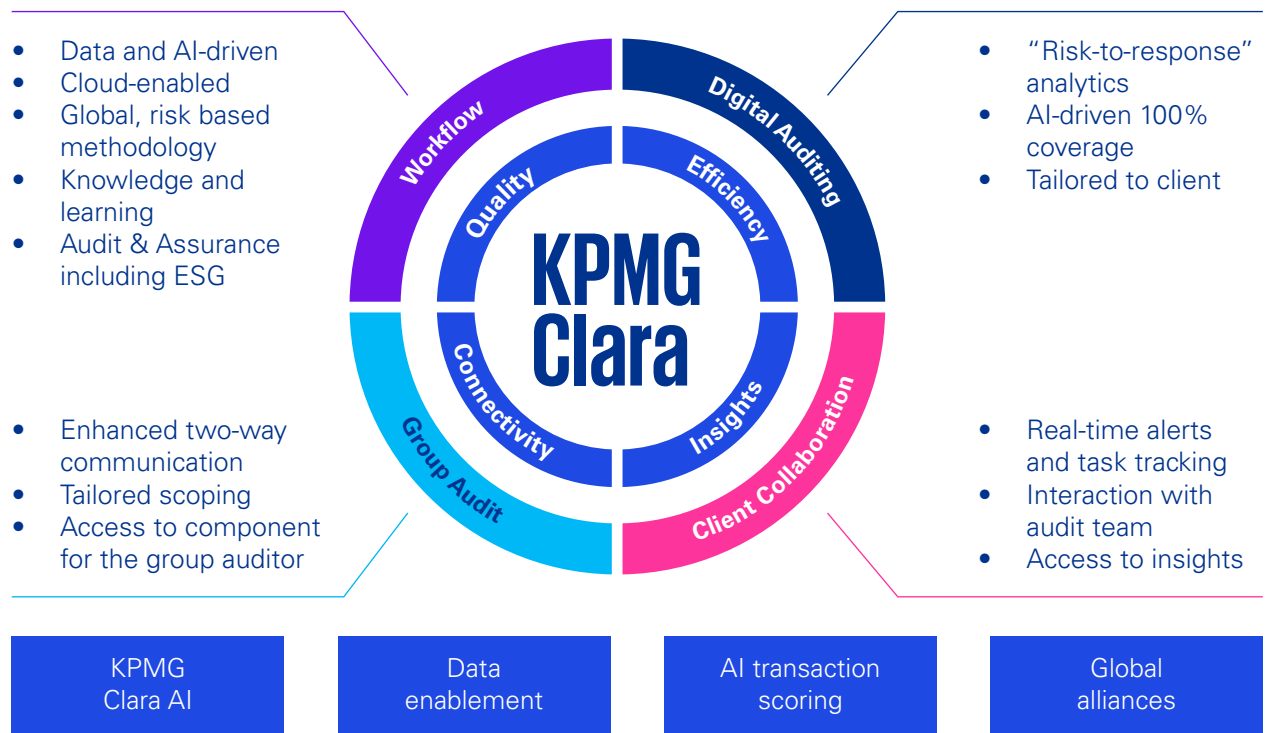 • Data and AI-driven
• Cloud-enabled
• Global, risk based
methodology
• Knowledge and
learning
• Audit & Assurance
including ESG
Workflow
Digital Auditing
• “Risk-to-response”
analytics
• AI-driven 100%
coverage
• Tailored to client
Quality
Efficiency
KPMG
Clara
Connectivity
Insights
Group Audit
Client Collaboration
• Enhanced two-way
communication
• Tailored scoping
• Access to component
for the group auditor
• Real-time alerts
and task tracking
• Interaction with
audit team
• Access to insights
KPMG
Clara AI
Data
enablement
AI transaction
scoring
Global
alliances